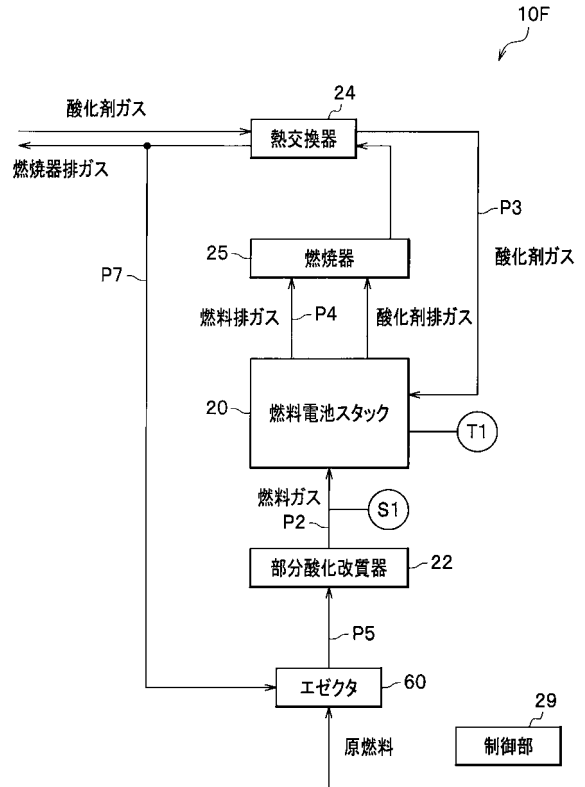 10F
酸化剤ガス
24
熱交換器
燃焼器排ガス
P3
25
燃焼器
酸化剤ガス
P7
燃料排ガス
P4
酸化剤排ガス
20
燃料電池スタック
T1
燃料ガス
S1
P2
部分酸化改質器
22
P5
エゼクタ
60
原燃料
29
制御部